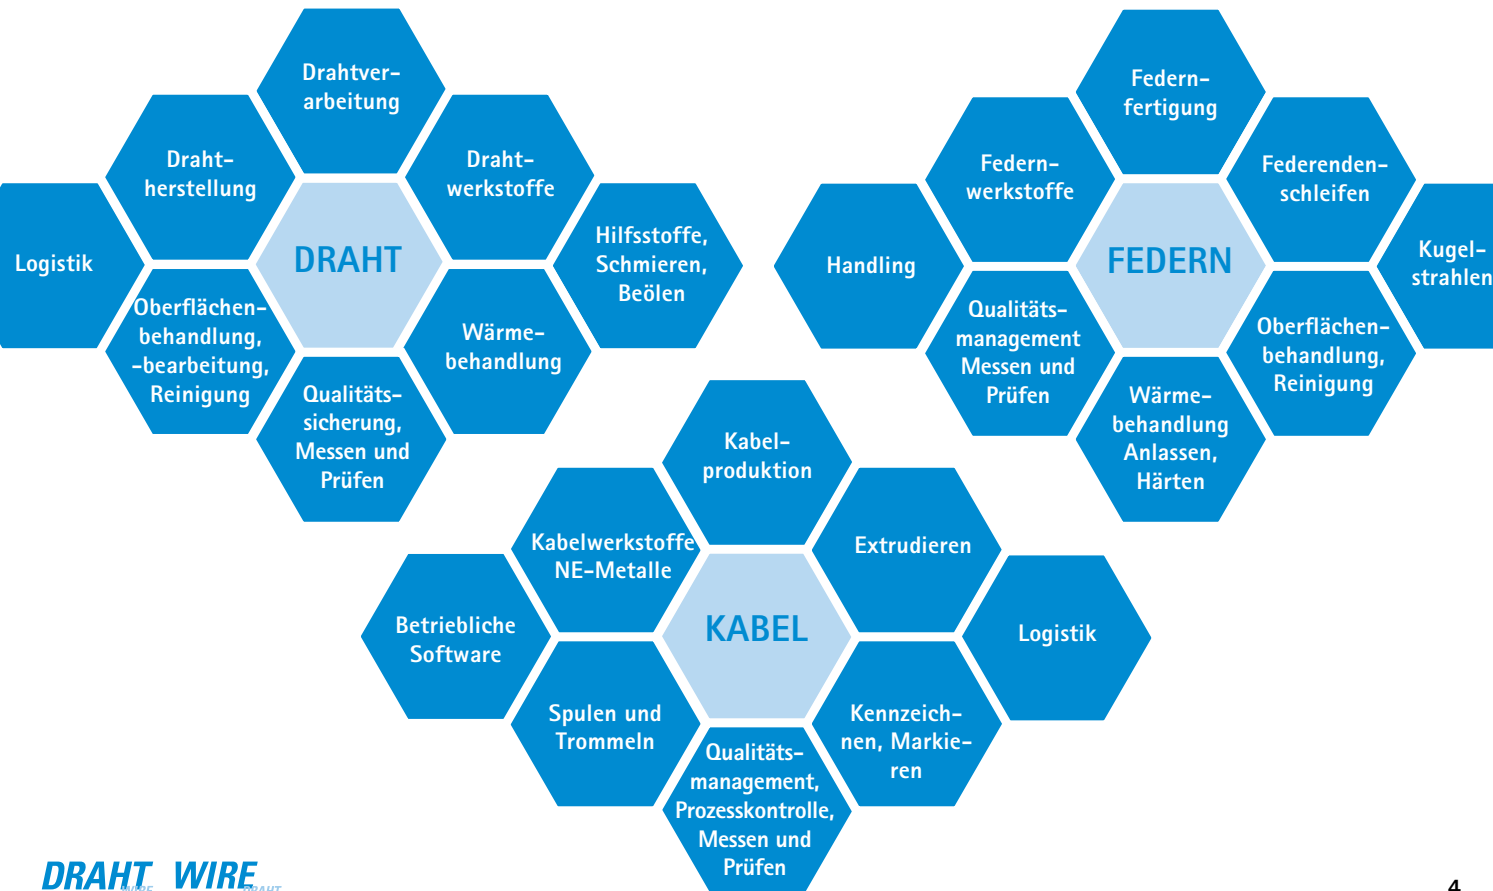 Drahtver-
arbeitung
Draht-
herstellung
Draht-
werkstoffe
Logistik
DRAHT
Hilfsstoffe,
Schmieren,
Beölen
Oberflächen-
behandlung,
-bearbeitung,
Reinigung
Wärme-
behandlung
Qualitäts-
sicherung,
Messen und
Prüfen
Federn-
fertigung
Federn-
werkstoffe
Federenden-
schleifen
Handling
FEDERN
Kugel-
strahlen
Qualitäts-
management
Messen und
Prüfen
Oberflächen-
behandlung,
Reinigung
Wärme-
behandlung
Anlassen,
Härten
Kabel-
produktion
Kabelwerkstoffe
NE-Metalle
Extrudieren
Betriebliche
Software
KABEL
Logistik
Spulen und
Trommeln
Kennzeich-
nen, Markie-
ren
Qualitäts-
management,
Prozesskontrolle,
Messen und
Prüfen
DRAHT WIRE
WIRE DRAHT
4